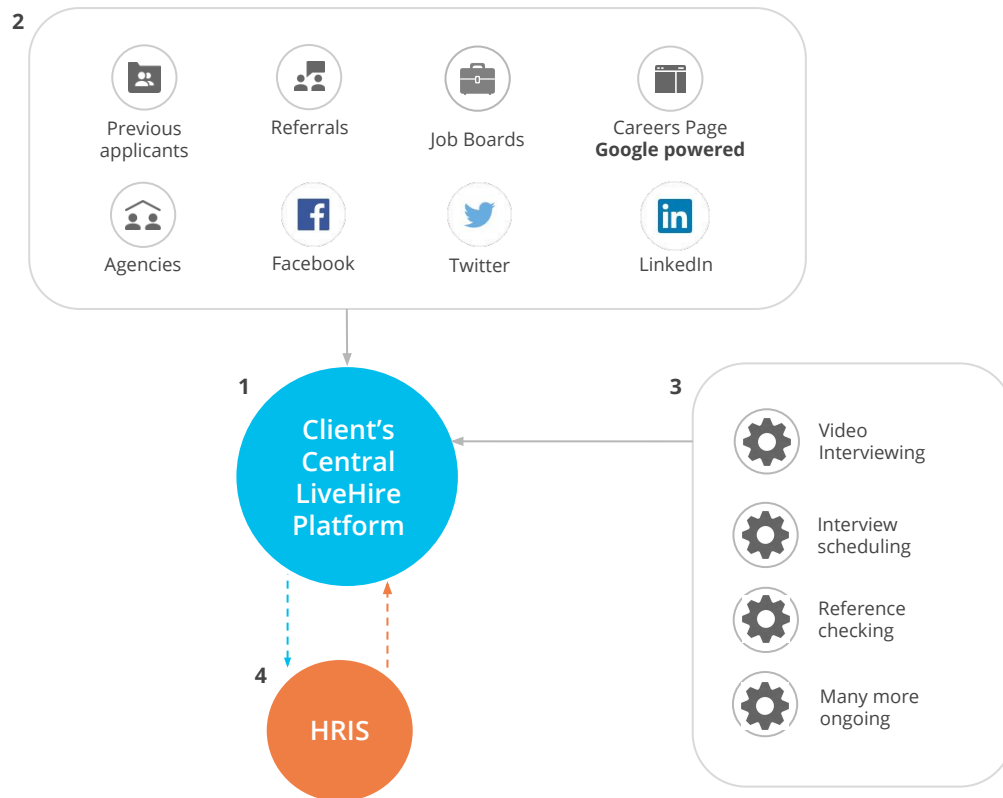 2
Previous
applicants
Referrals
Job Boards
Careers Page
Google powered
Agencies
Facebook
Twitter
LinkedIn
1
Client's
Central
LiveHire
Platform
3
Video
Interviewing
Interview
scheduling
Reference
checking
Many more
ongoing
4
HRIS